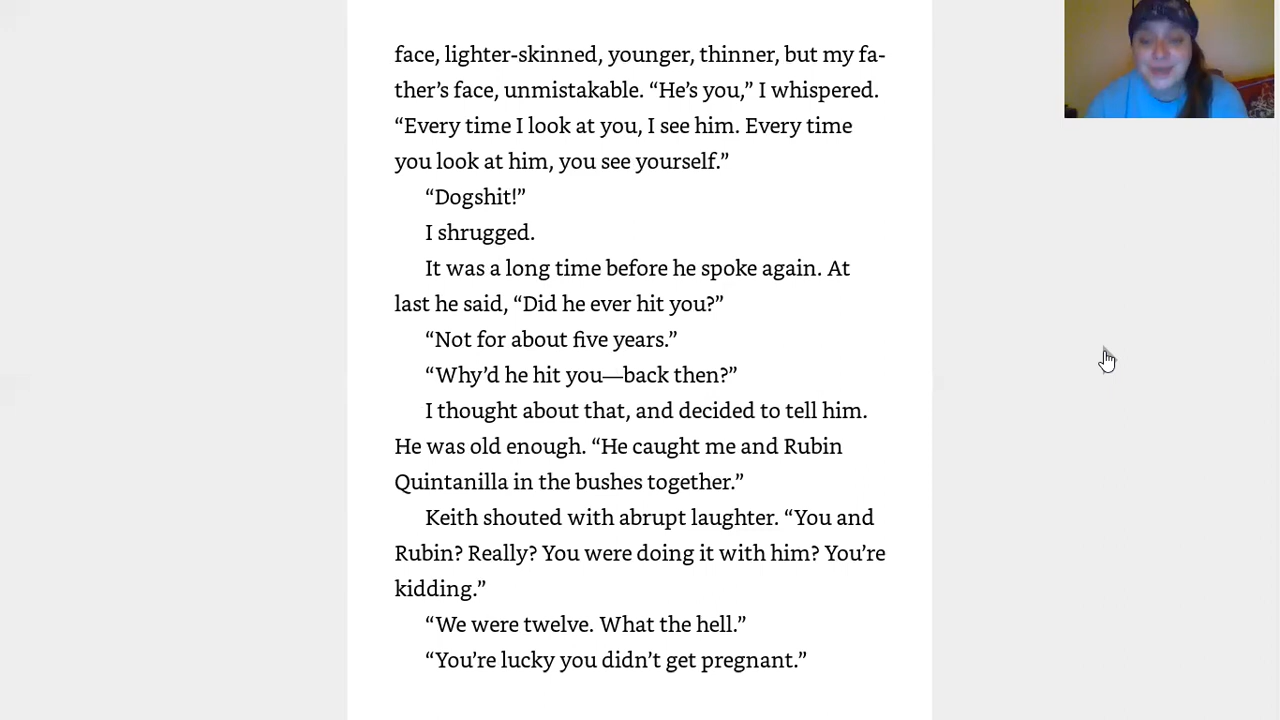 face, lighter-skinned, younger, thinner, but my fa-
ther’s face, unmistakable. “He’s you,” I whispered.
“Every time I look at you, I see him. Every time
you look at him, you see yourself.”
“Dogshit!”
I shrugged.
It was a long time before he spoke again. At
last he said, “Did he ever hit you?”
“Not for about five years.”
“Why’d he hit you—back then?”
I thought about that, and decided to tell him.
He was old enough. “He caught me and Rubin
Quintanilla in the bushes together.”
Keith shouted with abrupt laughter. “You and
Rubin? Really? You were doing it with him? You’re
kidding.”
“We were twelve. What the hell.”
“You’re lucky you didn’t get pregnant.”